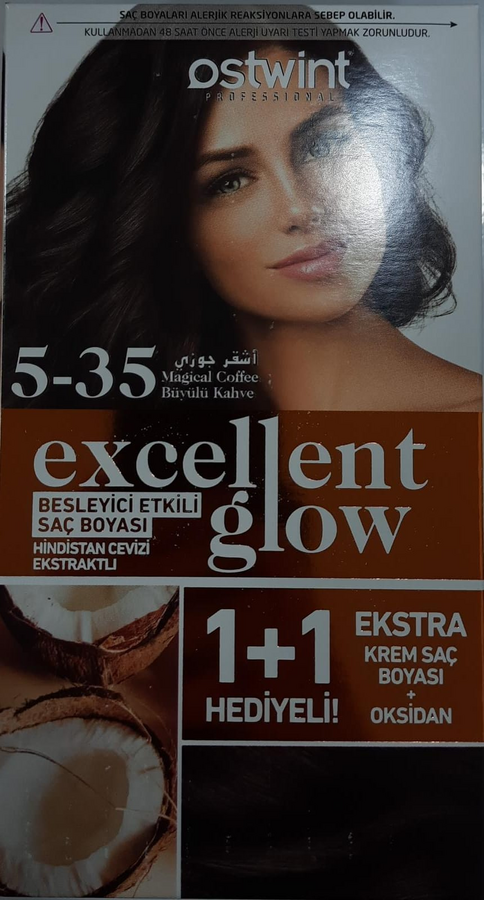 SAÇ BOYALARI ALERJİK REAKSİYONLARA SEBEP OLABİLİR.
KULLANMADAN 48 SAAT ÖNCE ALERJİ UYARI TESTİ YAPMAK ZORUNLUDUR.
ostwint
PROFESSIONAL
5-35
أشقر جوزي
Magical Coffee
Büyülü Kahve
excellent
glow
BESLEYİCİ ETKİLİ
SAÇ BOYASI
HİNDİSTAN CEVİZİ
EKSTRAKTLI
1+1
HEDİYELİ!
EKSTRA
KREM SAÇ
BOYASI
+
OKSİDAN